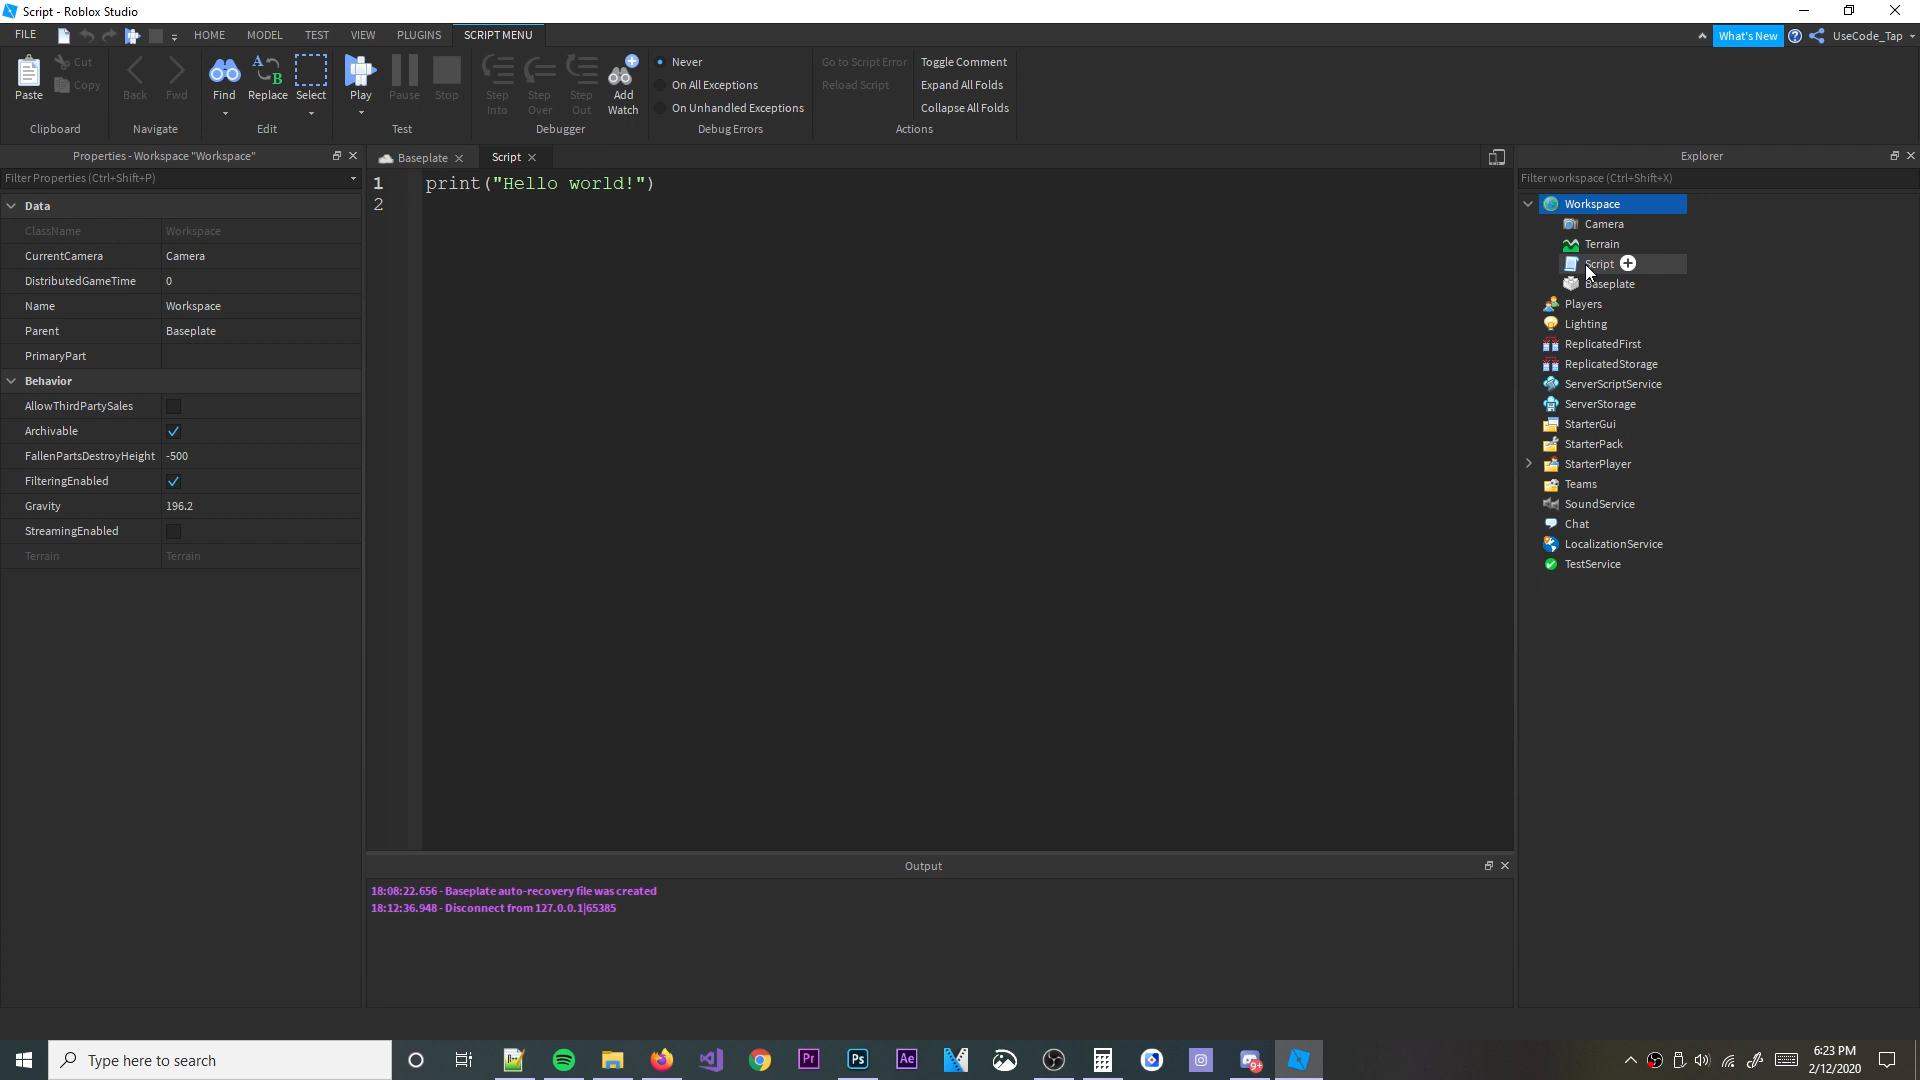 Script - Roblox Studio
FILE HOME MODEL TEST VIEW PLUGINS SCRIPT MENU What's New UseCode_Tap
Paste Cut Copy
Clipboard
Back Fwd
Navigate
Find Replace Select
Edit
Play Pause Stop
Test
Step Into Step Over Step Out Add Watch
Debugger
Never
On All Exceptions
On Unhandled Exceptions
Debug Errors
Go to Script Error
Reload Script
Toggle Comment
Expand All Folds
Collapse All Folds
Actions
Properties - Workspace "Workspace"
Filter Properties (Ctrl+Shift+P)
Data
ClassName Workspace
CurrentCamera Camera
DistributedGameTime 0
Name Workspace
Parent Baseplate
PrimaryPart
Behavior
AllowThirdPartySales
Archivable
FallenPartsDestroyHeight -500
FilteringEnabled
Gravity 196.2
StreamingEnabled
Terrain Terrain
Baseplate Script
1 print("Hello world!")
2
Output
18:08:22.656 - Baseplate auto-recovery file was created
18:12:36.948 - Disconnect from 127.0.0.1|65385
Explorer
Filter workspace (Ctrl+Shift+X)
Workspace
Camera
Terrain
Script
Baseplate
Players
Lighting
ReplicatedFirst
ReplicatedStorage
ServerScriptService
ServerStorage
StarterGui
StarterPack
StarterPlayer
Teams
SoundService
Chat
LocalizationService
TestService
Type here to search
Pr Ps Ae
9+
6:23 PM
2/12/2020